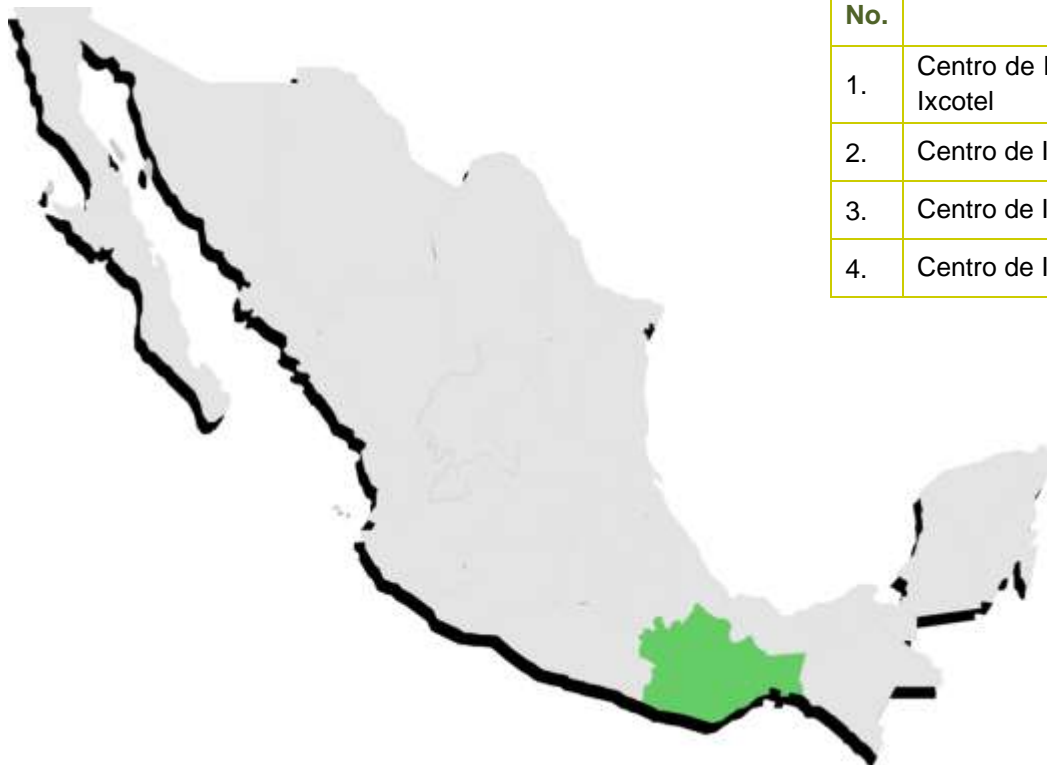 No.
1. Centro de
Ixcotel
2. Centro de
3. Centro de
4. Centro de